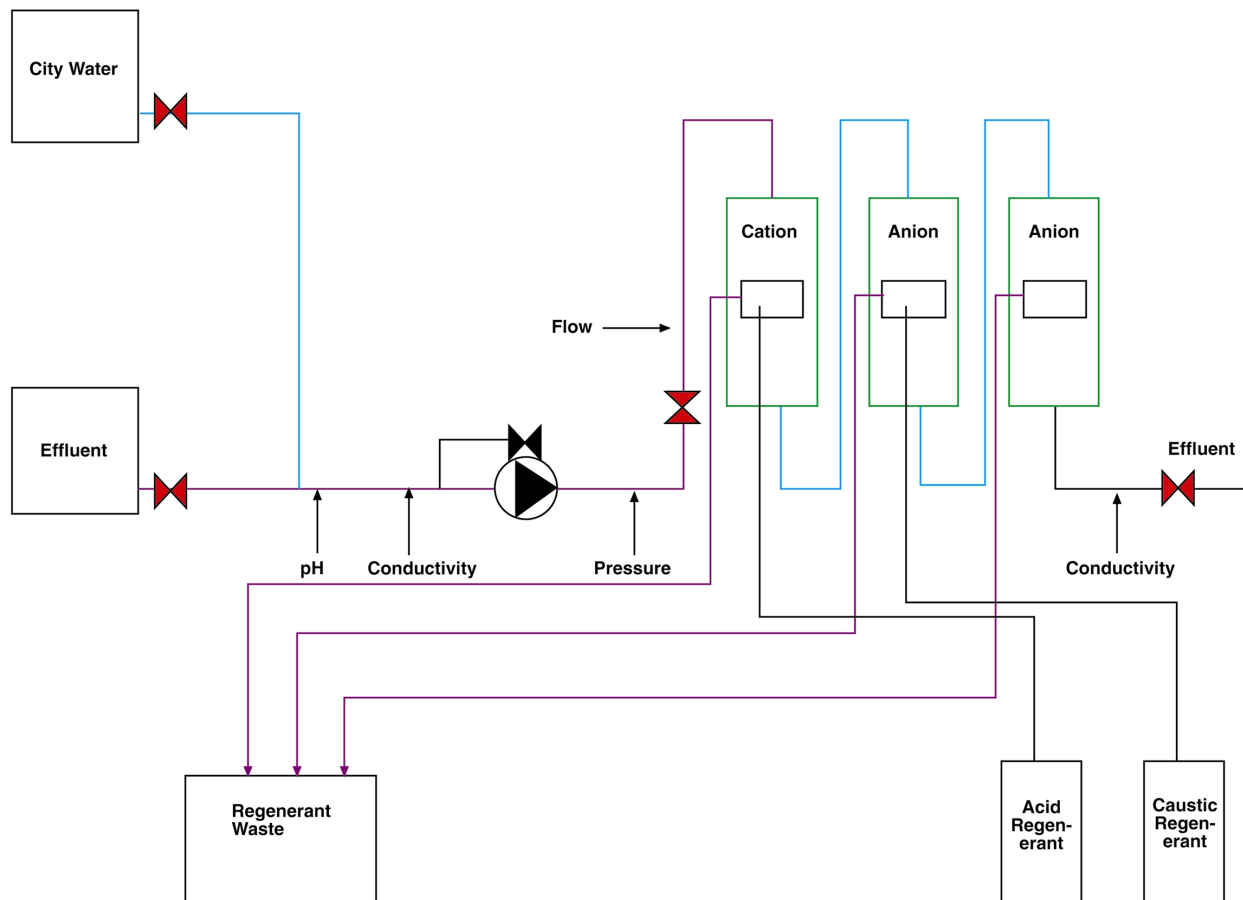 City Water
Cation
Anion
Anion
Flow
Effluent
Effluent
pH
Conductivity
Pressure
Conductivity
Regenerant
Waste
Acid
Regen-
erant
Caustic
Regen-
erant